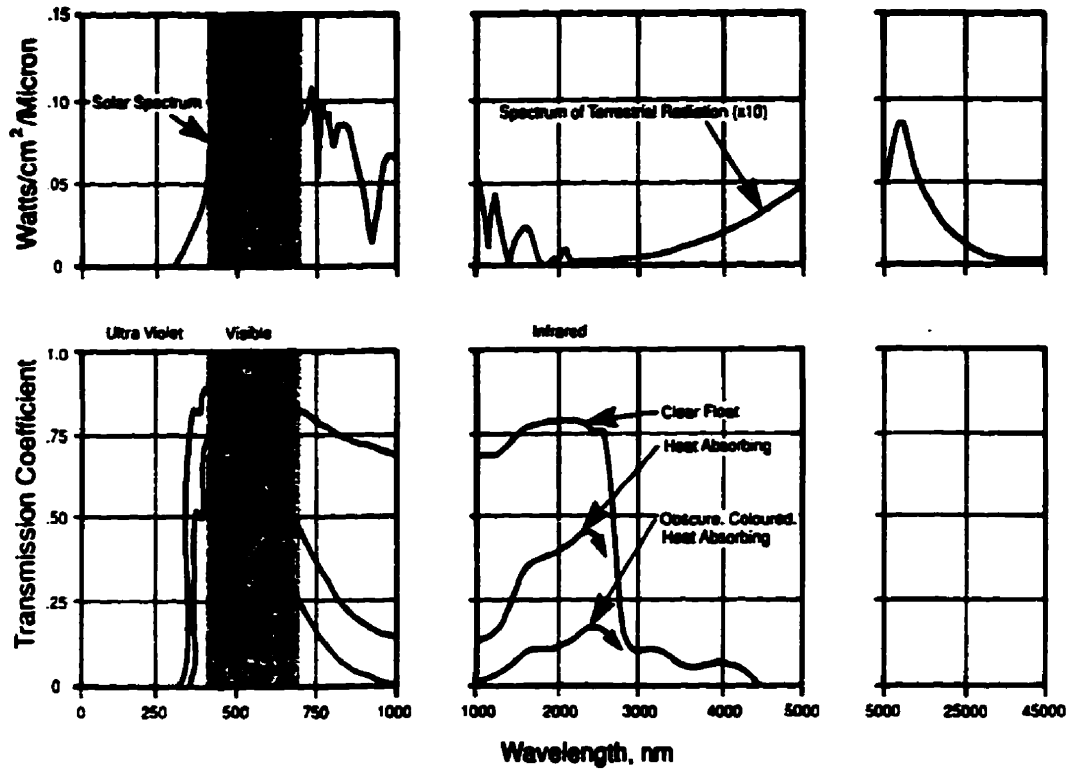 Watts/cm²/Micron
.15
.10
.05
0
Solar Spectrum
Spectrum of Terrestrial Radiation (x10)
Ultra Violet
Visible
Infrared
Transmission Coefficient
1.0
.75
.50
.25
0
Clear Float
Heat Absorbing
Obscure. Coloured.
Heat Absorbing
0 250 500 750 1000
1000 2000 3000 4000 5000
5000 25000 45000
Wavelength, nm